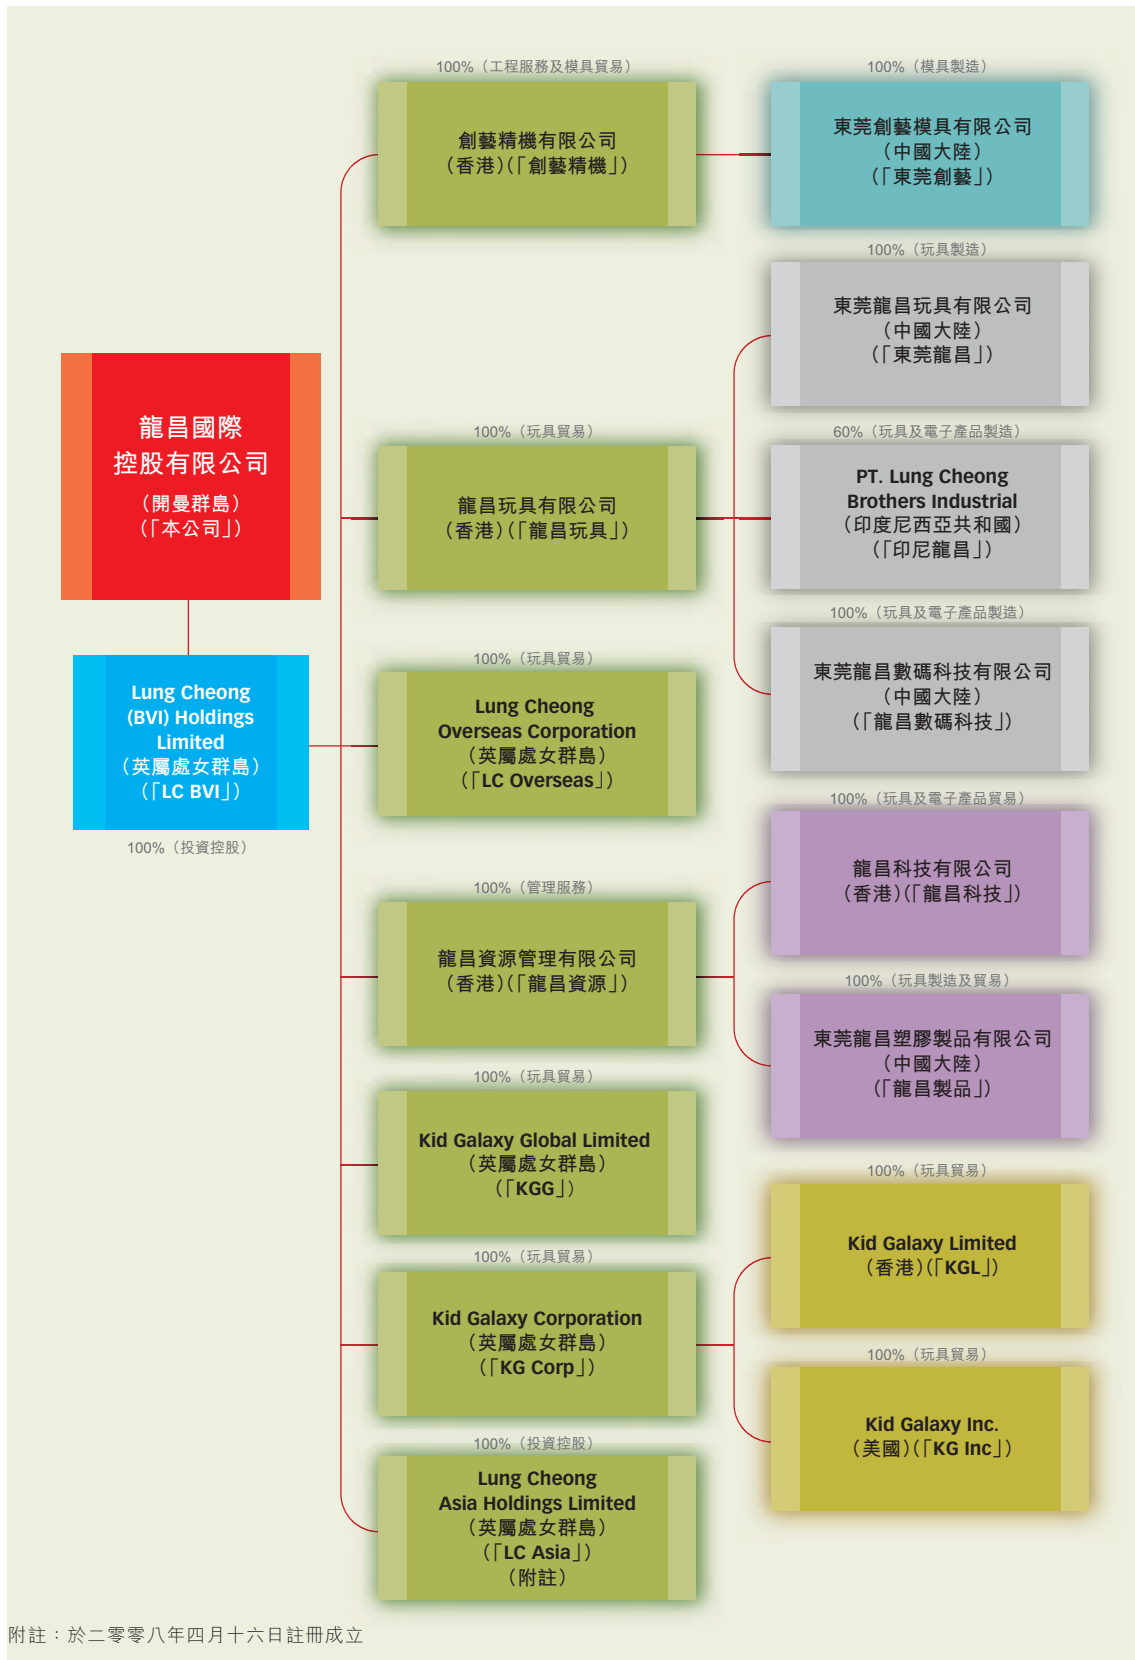 龍昌國際
控股有限公司
（開曼群島）
（「本公司」）
Lung Cheong
(BVI) Holdings
Limited
（英屬處女群島）
（「LC BVI」）
100%（投資控股）
100%（工程服務及模具貿易）
創藝精機有限公司
（香港）（「創藝精機」）
100%（模具製造）
東莞創藝模具有限公司
（中國大陸）
（「東莞創藝」）
100%（玩具貿易）
龍昌玩具有限公司
（香港）（「龍昌玩具」）
100%（玩具製造）
東莞龍昌玩具有限公司
（中國大陸）
（「東莞龍昌」）
60%（玩具及電子產品製造）
PT. Lung Cheong
Brothers Industrial
（印度尼西亞共和國）
（「印尼龍昌」）
100%（玩具及電子產品製造）
東莞龍昌數碼科技有限公司
（中國大陸）
（「龍昌數碼科技」）
100%（玩具貿易）
Lung Cheong
Overseas Corporation
（英屬處女群島）
（「LC Overseas」）
100%（管理服務）
龍昌資源管理有限公司
（香港）（「龍昌資源」）
100%（玩具及電子產品貿易）
龍昌科技有限公司
（香港）（「龍昌科技」）
100%（玩具製造及貿易）
東莞龍昌塑膠製品有限公司
（中國大陸）
（「龍昌製品」）
100%（玩具貿易）
Kid Galaxy Global Limited
（英屬處女群島）
（「KGG」）
100%（玩具貿易）
Kid Galaxy Corporation
（英屬處女群島）
（「KG Corp」）
100%（玩具貿易）
Kid Galaxy Limited
（香港）（「KGL」）
100%（玩具貿易）
Kid Galaxy Inc.
（美國）（「KG Inc」）
100%（投資控股）
Lung Cheong
Asia Holdings Limited
（英屬處女群島）
（「LC Asia」）
（附註）
附註：於二零零八年四月十六日註冊成立